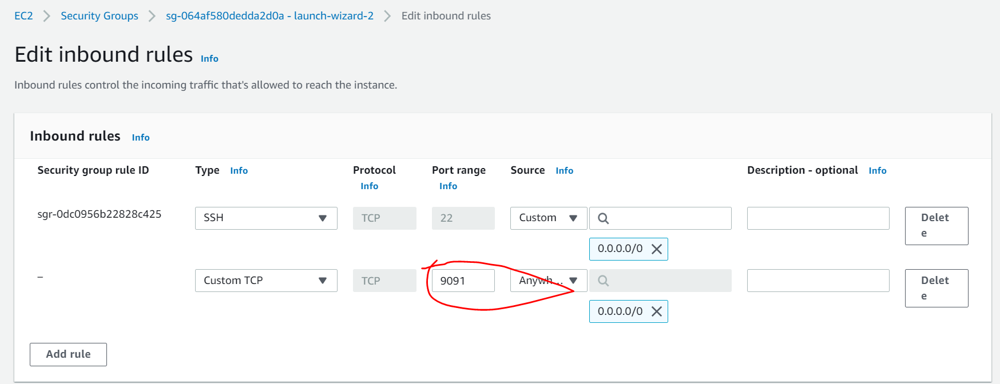 EC2 > Security Groups > sg-064af580dedda2d0a - launch-wizard-2 > Edit inbound rules
Edit inbound rules Info
Inbound rules control the incoming traffic that's allowed to reach the instance.
Inbound rules Info
Security group rule ID Type Info Protocol Port range Source Info Description - optional Info
Info Info
sgr-0dc0956b22828c425 SSH TCP 22 Custom Delet
e
0.0.0.0/0
– Custom TCP TCP 9091 Anywh... Delet
e
0.0.0.0/0
Add rule